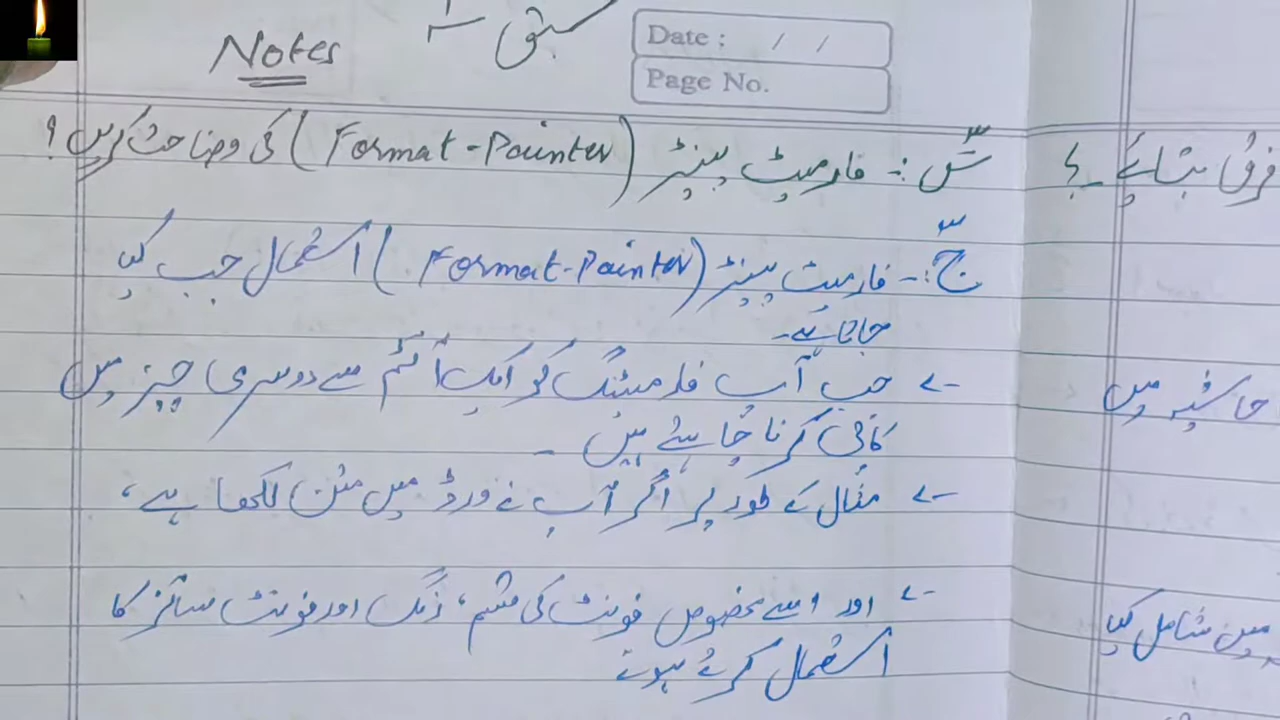 Notes
سبق
Date : / /
Page No.
س :- فارمیٹ پینٹر (Format-Painter) کی وضاحت کریں؟
ج :- فارمیٹ پینٹر (Format-Painter) استعمال جب کیا
جاتا ہے۔
-> جب آپ فارمیٹنگ کو ایک آئٹم سے دوسری چیز میں
کاپی کرنا چاہتے ہیں -
-> مثال کے طور پر اگر آپ نے ورڈ میں متن لکھا ہے،
-> اور اسے مخصوص فونٹ کی قسم، رنگ اور فونٹ سائز کا
استعمال کرتے ہوئے
فرق بتائے ؟
حاشیہ میں
میں شامل کیا